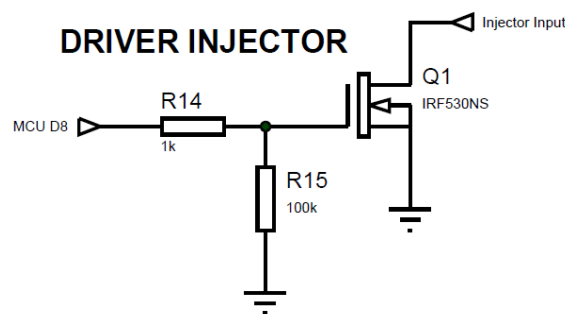 DRIVER INJECTOR
Injector Input
Q1
IRF530NS
R14
MCU D8
1k
R15
100k